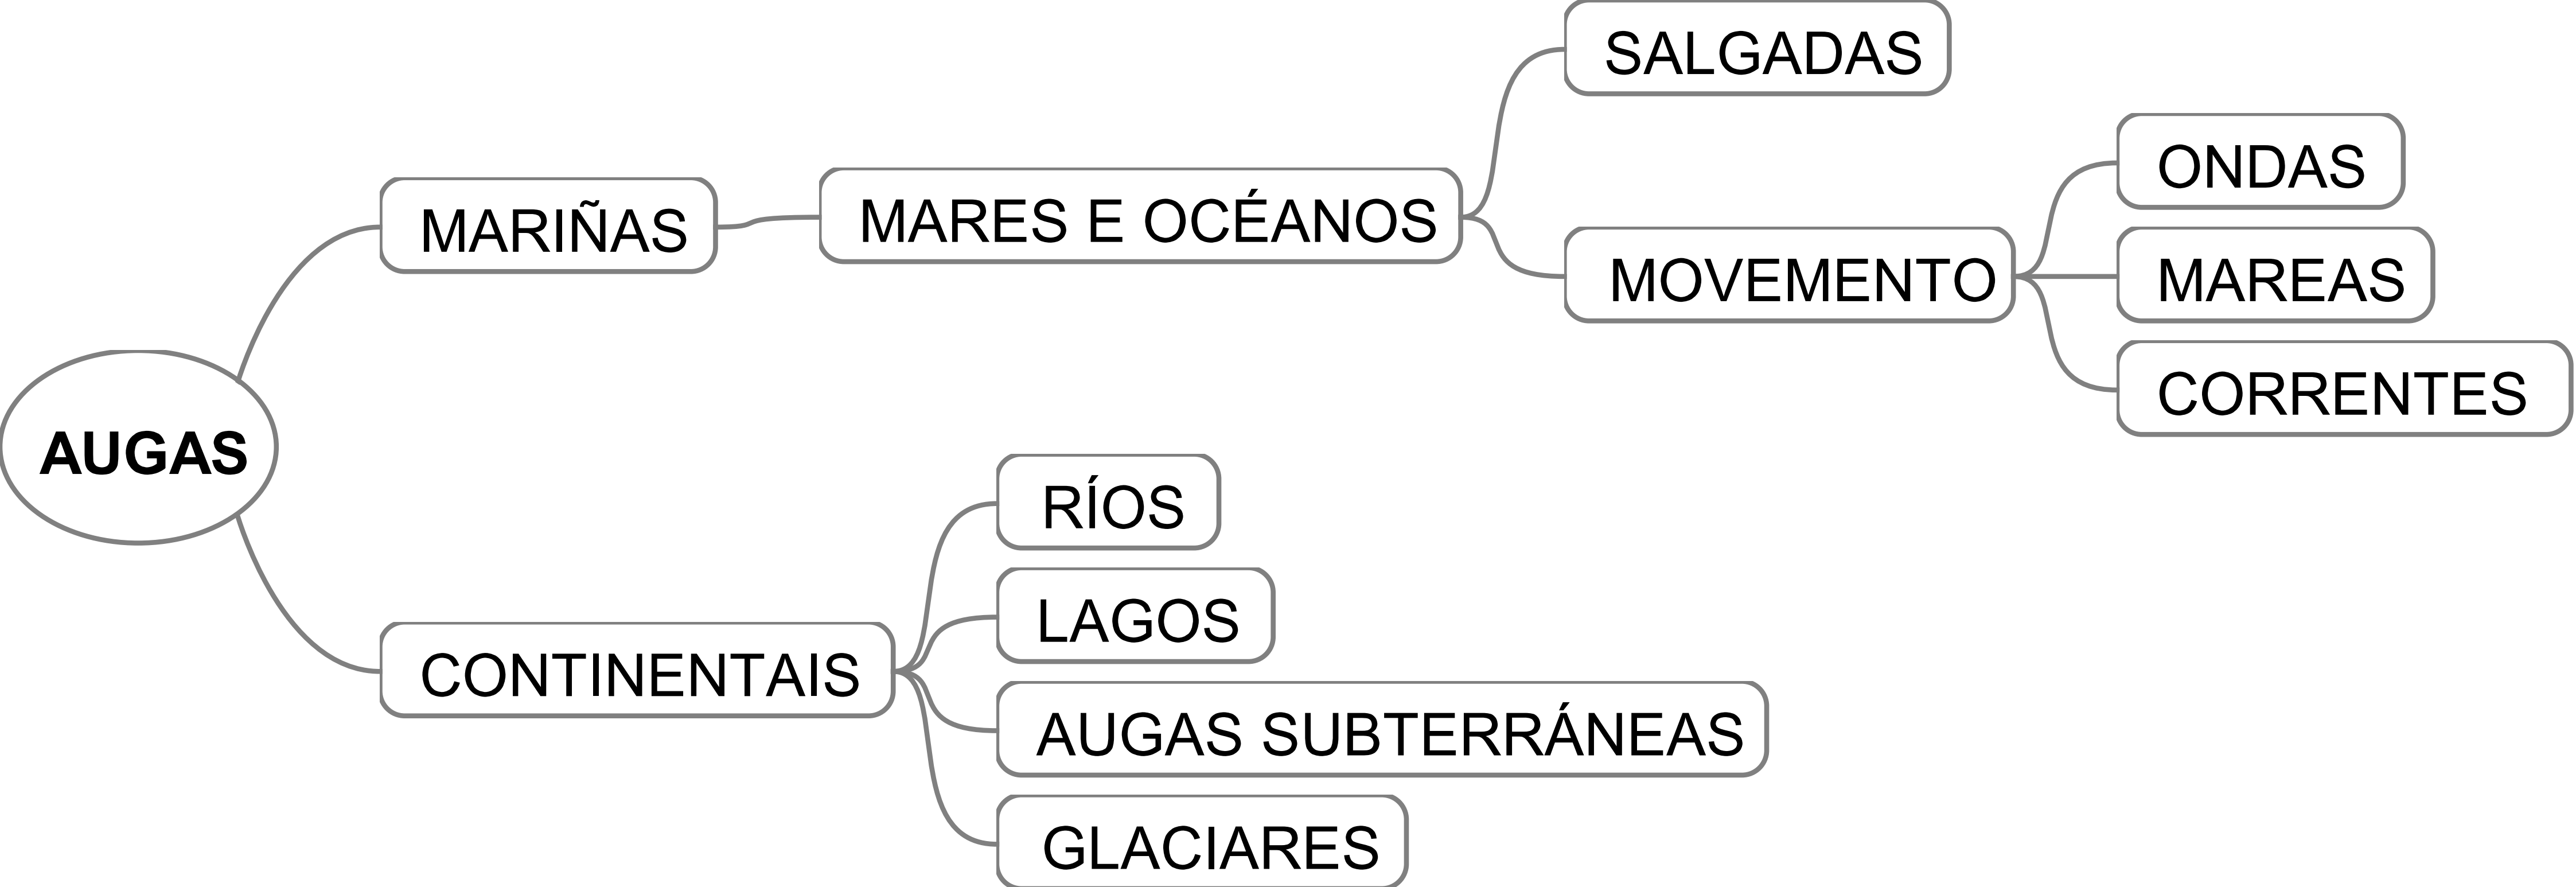 AUGAS
MARIÑAS
MARES E OCÉANOS
SALGADAS
MOVEMENTO
ONDAS
MAREAS
CORRENTES
CONTINENTAIS
RÍOS
LAGOS
AUGAS SUBTERRÁNEAS
GLACIARES